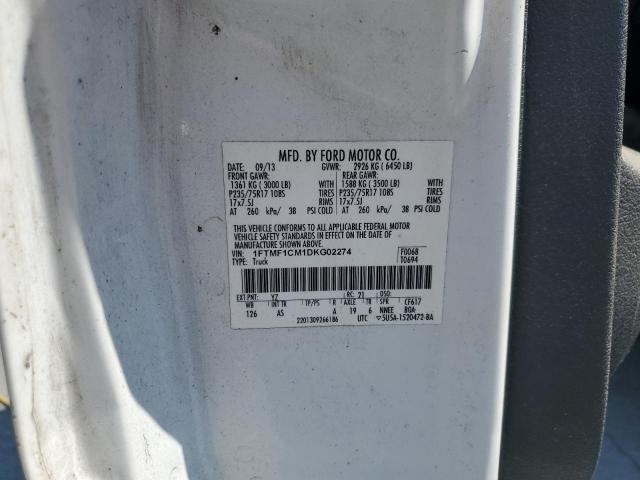 MFD. BY FORD MOTOR CO.
DATE: 09/13 GVWR: 2926 KG ( 6450 LB)
FRONT GAWR: REAR GAWR:
1361 KG ( 3000 LB) WITH 1588 KG ( 3500 LB) WITH
P235/75R17 108S TIRES P235/75R17 108S TIRES
17x7.5J RIMS 17x7.5J RIMS
AT 260 kPa/ 38 PSI COLD AT 260 kPa/ 38 PSI COLD
THIS VEHICLE CONFORMS TO ALL APPLICABLE FEDERAL MOTOR
VEHICLE SAFETY STANDARDS IN EFFECT ON THE DATE OF
MANUFACTURE SHOWN ABOVE.
VIN: 1FTMF1CM1DKG02274 F0068
TYPE: Truck T0694
EXT.PNT: YZ RC: 21 DSO:
WB INT TR TP/PS R AXLE TR SPR CF617
126 AS A 19 6 NNEE BOA
2201309266186 UTC ▽5U5A-1520472-BA